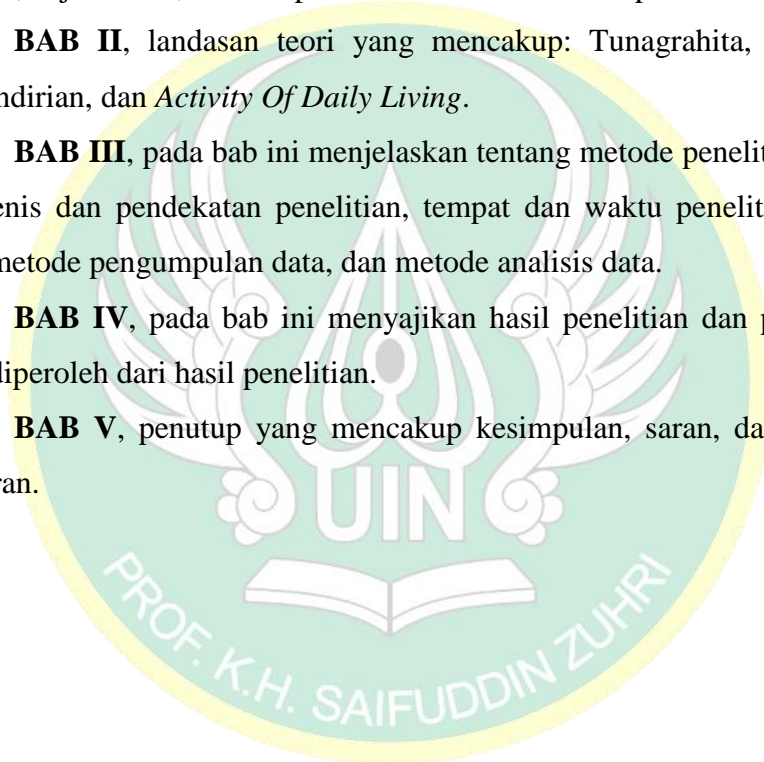 BAB II, landasan teori yang mencakup: Tunagrahita,
ndirian, dan Activity Of Daily Living.
BAB III, pada bab ini menjelaskan tentang metode penelit
enis dan pendekatan penelitian, tempat dan waktu penelit
metode pengumpulan data, dan metode analisis data.
BAB IV, pada bab ini menyajikan hasil penelitian dan p
diperoleh dari hasil penelitian.
BAB V, penutup yang mencakup kesimpulan, saran, da
ran.
UIN
PROF. K.H. SAIFUDDIN ZUHRI